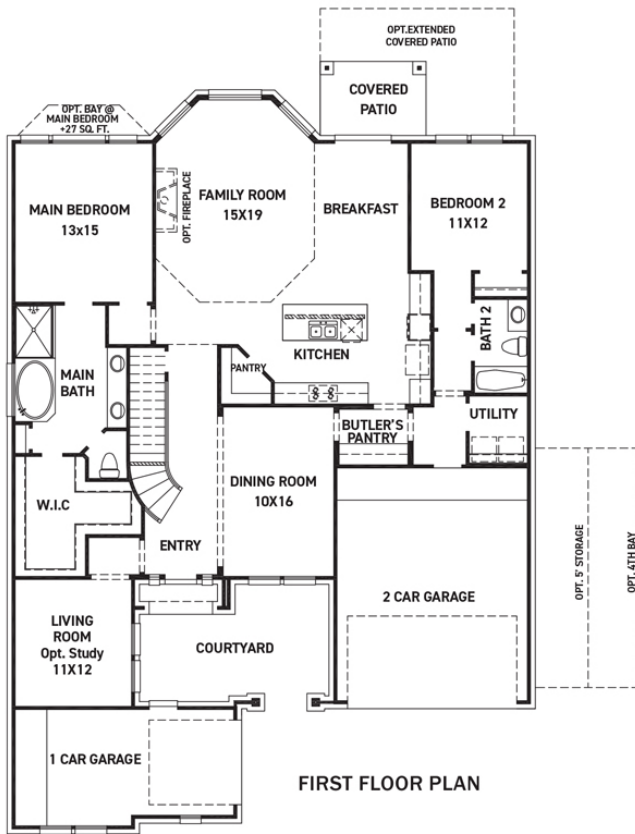 OPT.EXTENDED
COVERED PATIO
COVERED
PATIO
OPT. BAY @
MAIN BEDROOM
+27 SQ. FT.
MAIN BEDROOM
13x15
OPT. FIREPLACE
FAMILY ROOM
15X19
BREAKFAST
BEDROOM 2
11X12
BATH 2
KITCHEN
PANTRY
MAIN
BATH
UTILITY
BUTLER'S
PANTRY
W.I.C
DINING ROOM
10X16
ENTRY
OPT. 5' STORAGE
OPT. 4TH BAY
2 CAR GARAGE
LIVING
ROOM
Opt. Study
11X12
COURTYARD
1 CAR GARAGE
FIRST FLOOR PLAN